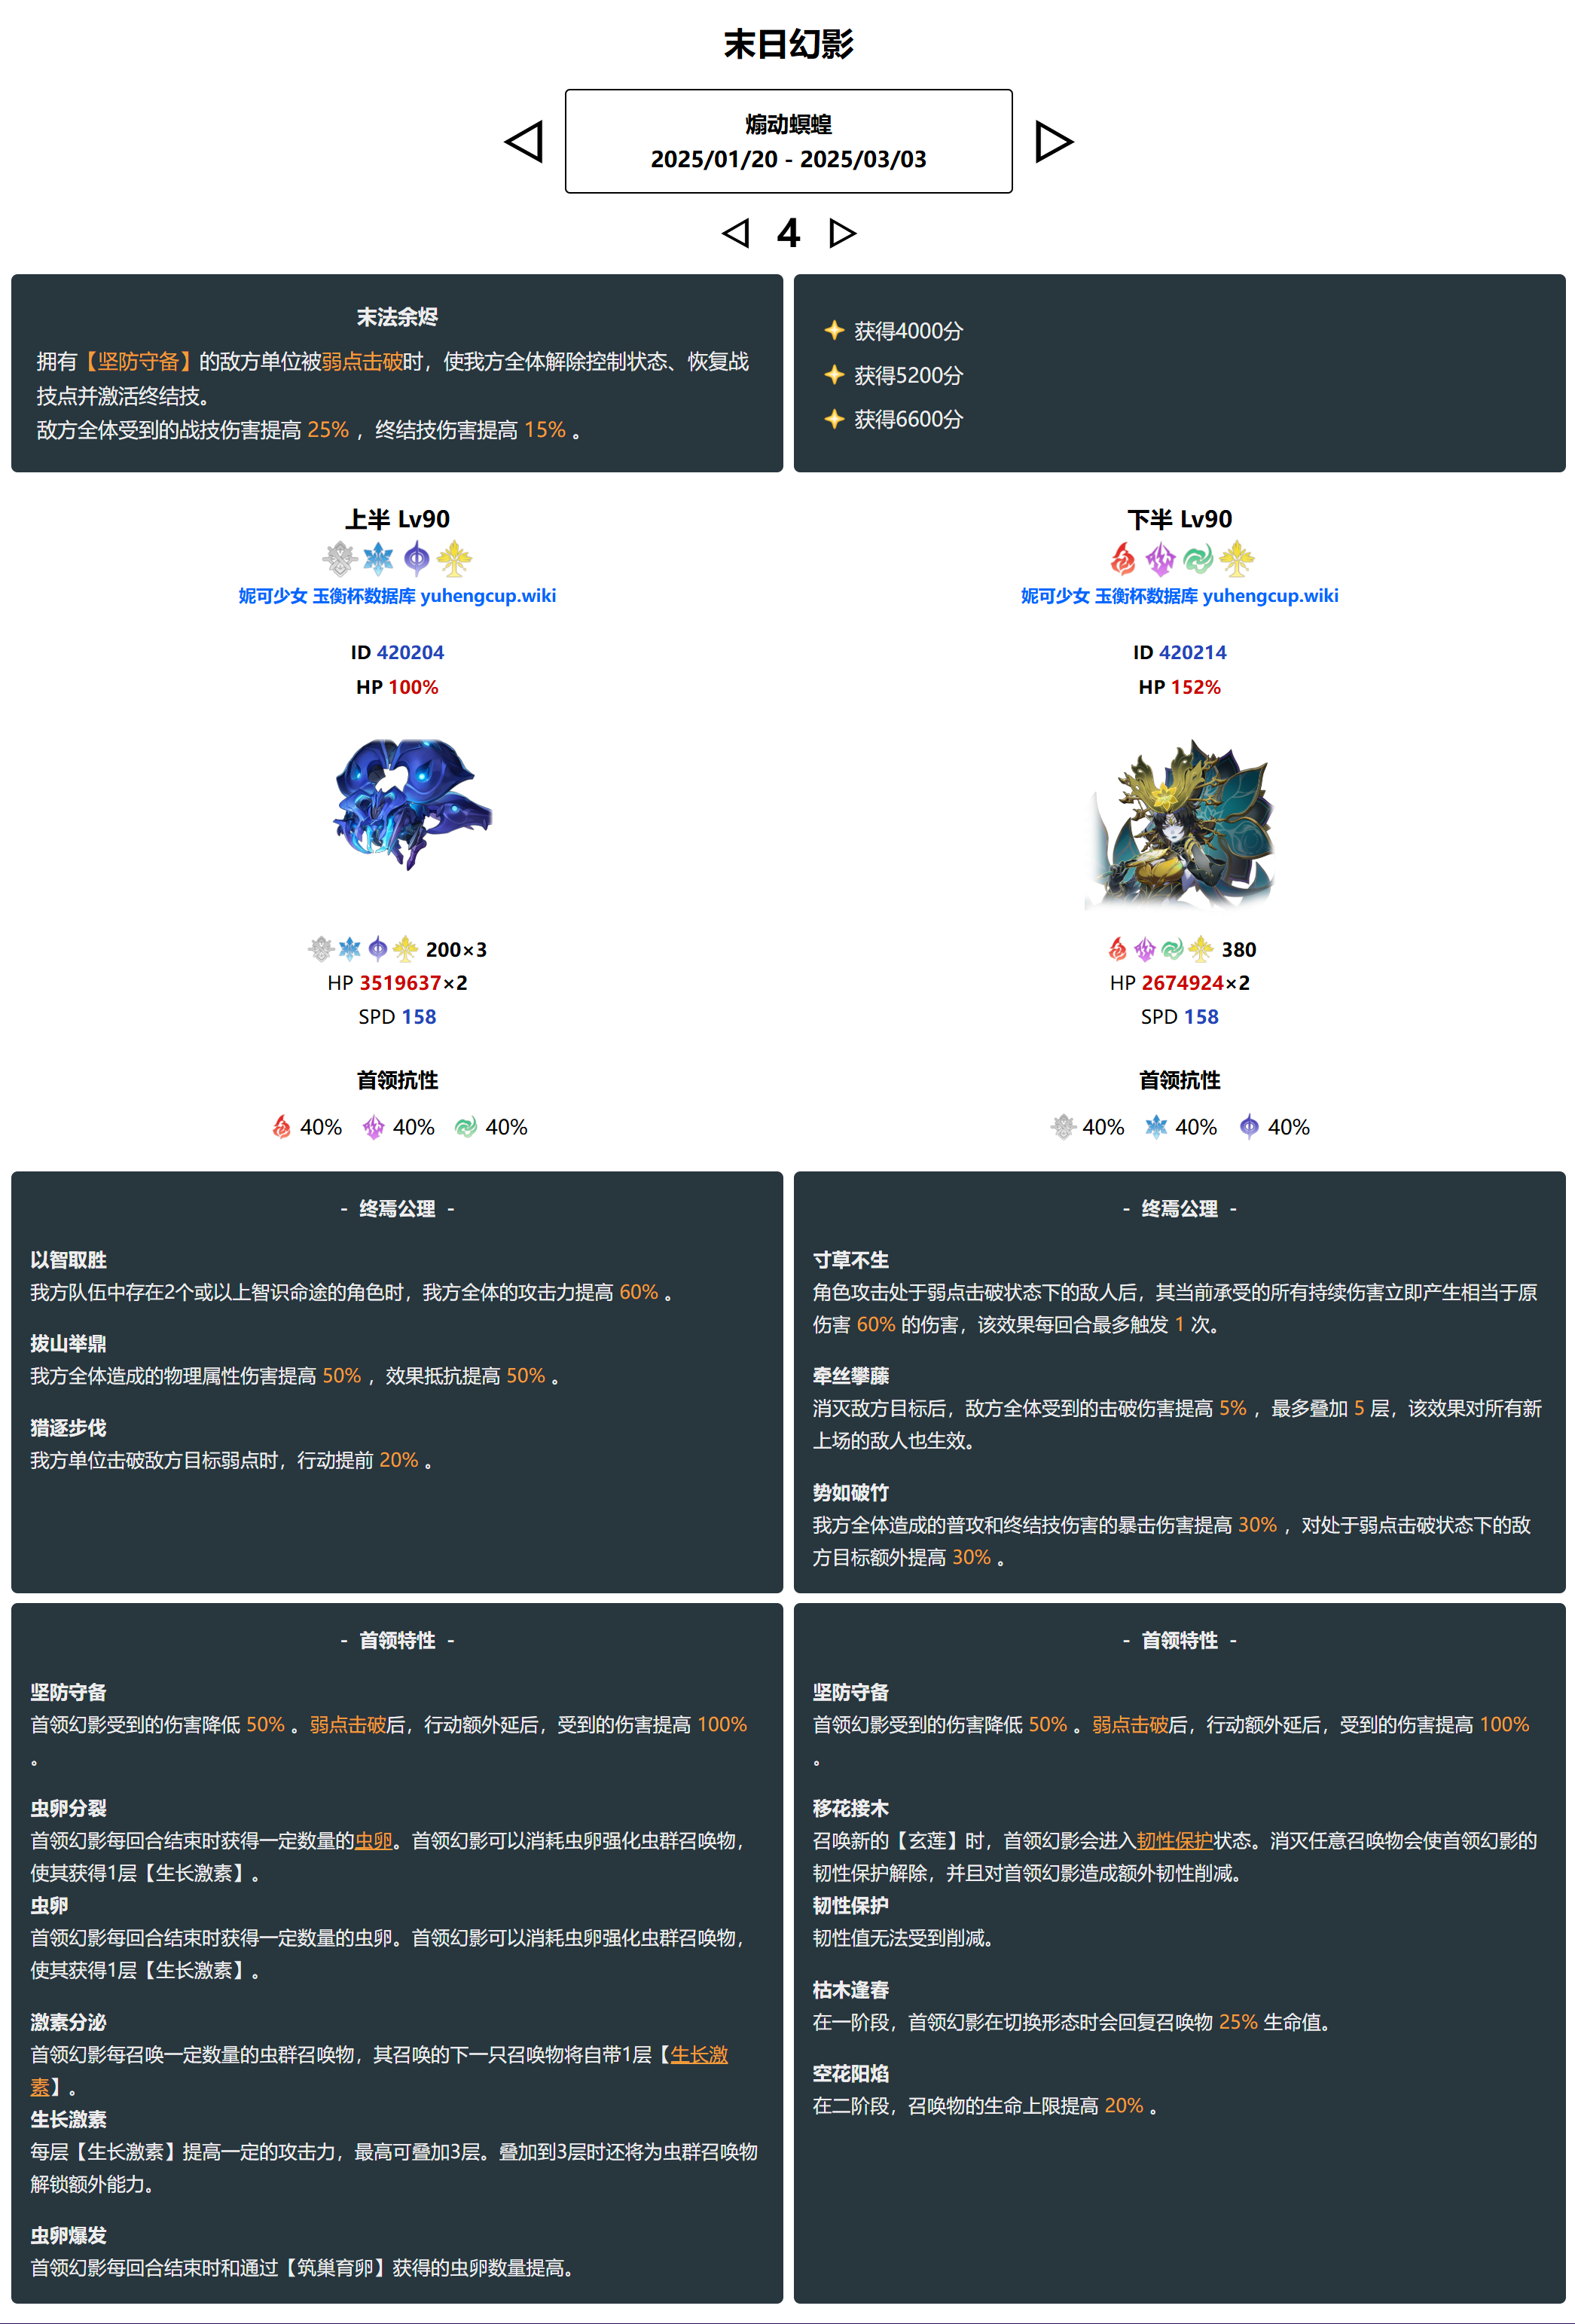 末日幻影
煽动螟蝗
2025/01/20 - 2025/03/03
4
末法余烬
拥有【坚防守备】的敌方单位被弱点击破时，使我方全体解除控制状态、恢复战
技点并激活终结技。
敌方全体受到的战技伤害提高 25% ，终结技伤害提高 15% 。
获得4000分
获得5200分
获得6600分
上半 Lv90
妮可少女 玉衡杯数据库 yuhengcup.wiki
ID 420204
HP 100%
200×3
HP 3519637×2
SPD 158
首领抗性
40% 40% 40%
下半 Lv90
妮可少女 玉衡杯数据库 yuhengcup.wiki
ID 420214
HP 152%
380
HP 2674924×2
SPD 158
首领抗性
40% 40% 40%
- 终焉公理 -
以智取胜
我方队伍中存在2个或以上智识命途的角色时，我方全体的攻击力提高 60% 。
拔山举鼎
我方全体造成的物理属性伤害提高 50% ，效果抵抗提高 50% 。
猎逐步伐
我方单位击破敌方目标弱点时，行动提前 20% 。
- 终焉公理 -
寸草不生
角色攻击处于弱点击破状态下的敌人后，其当前承受的所有持续伤害立即产生相当于原
伤害 60% 的伤害，该效果每回合最多触发 1 次。
牵丝攀藤
消灭敌方目标后，敌方全体受到的击破伤害提高 5% ，最多叠加 5 层，该效果对所有新
上场的敌人也生效。
势如破竹
我方全体造成的普攻和终结技伤害的暴击伤害提高 30% ，对处于弱点击破状态下的敌
方目标额外提高 30% 。
- 首领特性 -
坚防守备
首领幻影受到的伤害降低 50% 。弱点击破后，行动额外延后，受到的伤害提高 100%
。
虫卵分裂
首领幻影每回合结束时获得一定数量的虫卵。首领幻影可以消耗虫卵强化虫群召唤物，
使其获得1层【生长激素】。
虫卵
首领幻影每回合结束时获得一定数量的虫卵。首领幻影可以消耗虫卵强化虫群召唤物，
使其获得1层【生长激素】。
激素分泌
首领幻影每召唤一定数量的虫群召唤物，其召唤的下一只召唤物将自带1层【生长激
素】。
生长激素
每层【生长激素】提高一定的攻击力，最高可叠加3层。叠加到3层时还将为虫群召唤物
解锁额外能力。
虫卵爆发
首领幻影每回合结束时和通过【筑巢育卵】获得的虫卵数量提高。
- 首领特性 -
坚防守备
首领幻影受到的伤害降低 50% 。弱点击破后，行动额外延后，受到的伤害提高 100%
。
移花接木
召唤新的【玄莲】时，首领幻影会进入韧性保护状态。消灭任意召唤物会使首领幻影的
韧性保护解除，并且对首领幻影造成额外韧性削减。
韧性保护
韧性值无法受到削减。
枯木逢春
在一阶段，首领幻影在切换形态时会回复召唤物 25% 生命值。
空花阳焰
在二阶段，召唤物的生命上限提高 20% 。